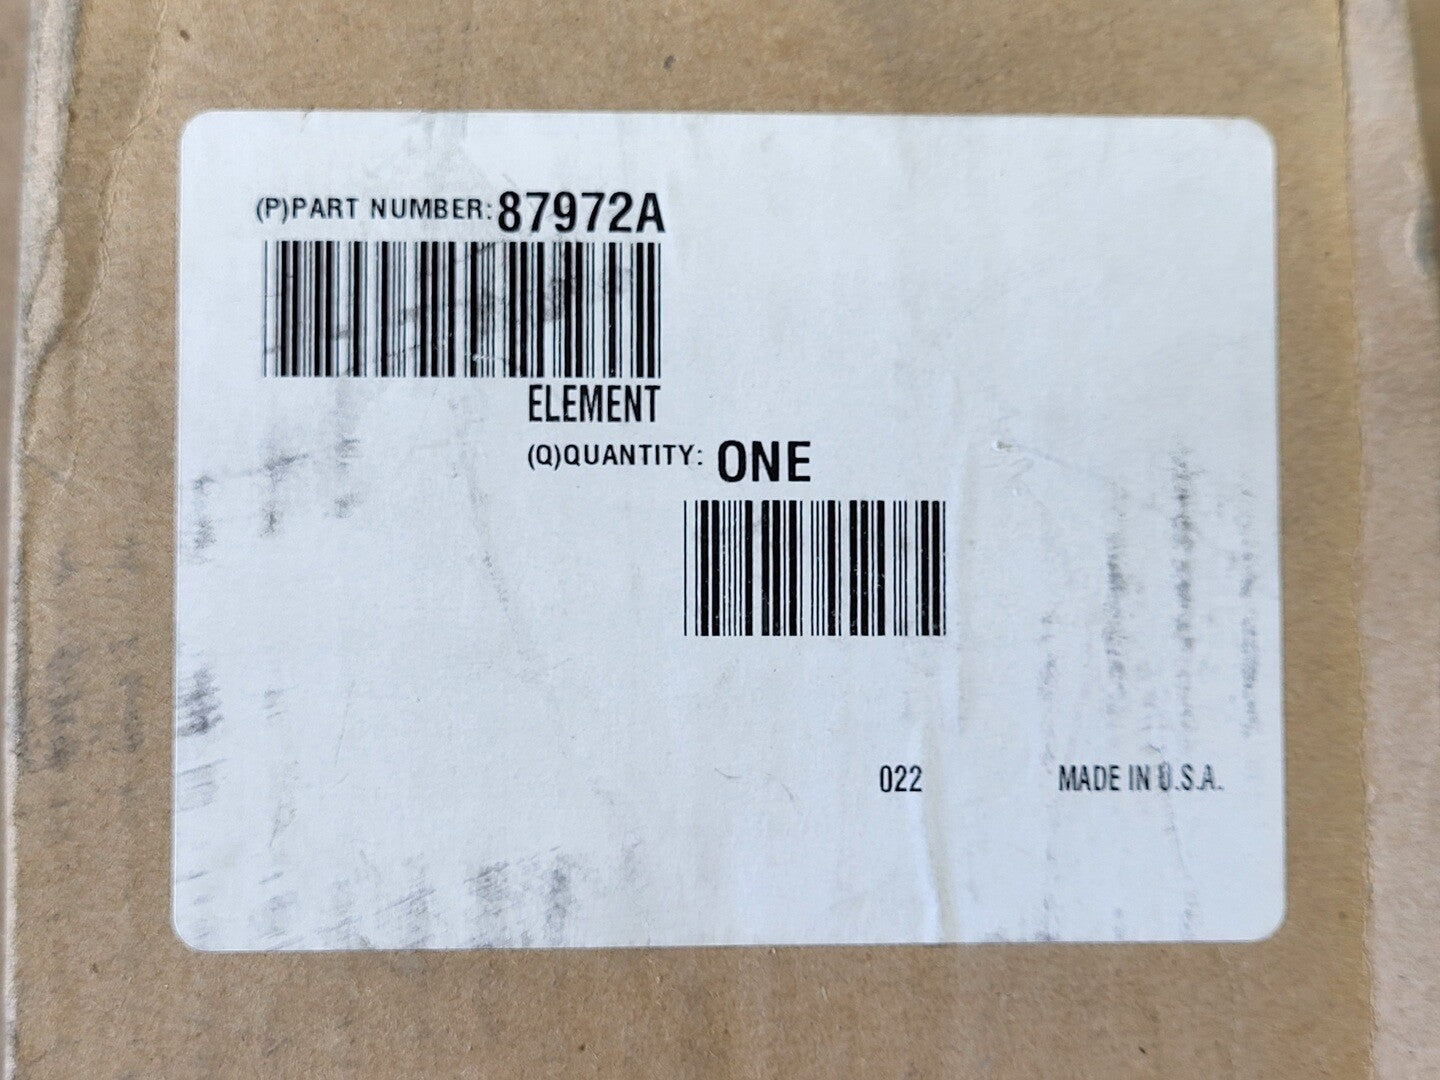 (P)PART NUMBER: 87972A
ELEMENT
(Q)QUANTITY: ONE
022
MADE IN U.S.A.